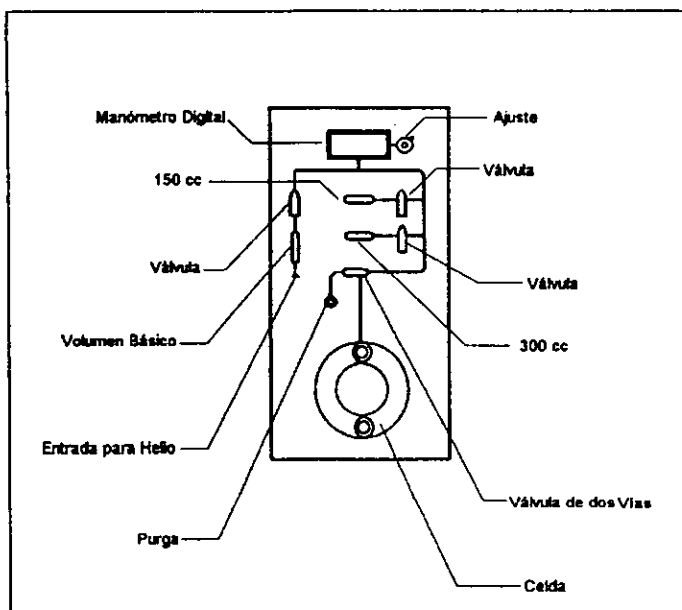 Manómetro Digital
Ajuste
150 cc
Válvula
Válvula
Válvula
Volumen Básico
300 cc
Entrada para Helio
Válvula de dos Vías
Purga
Celda